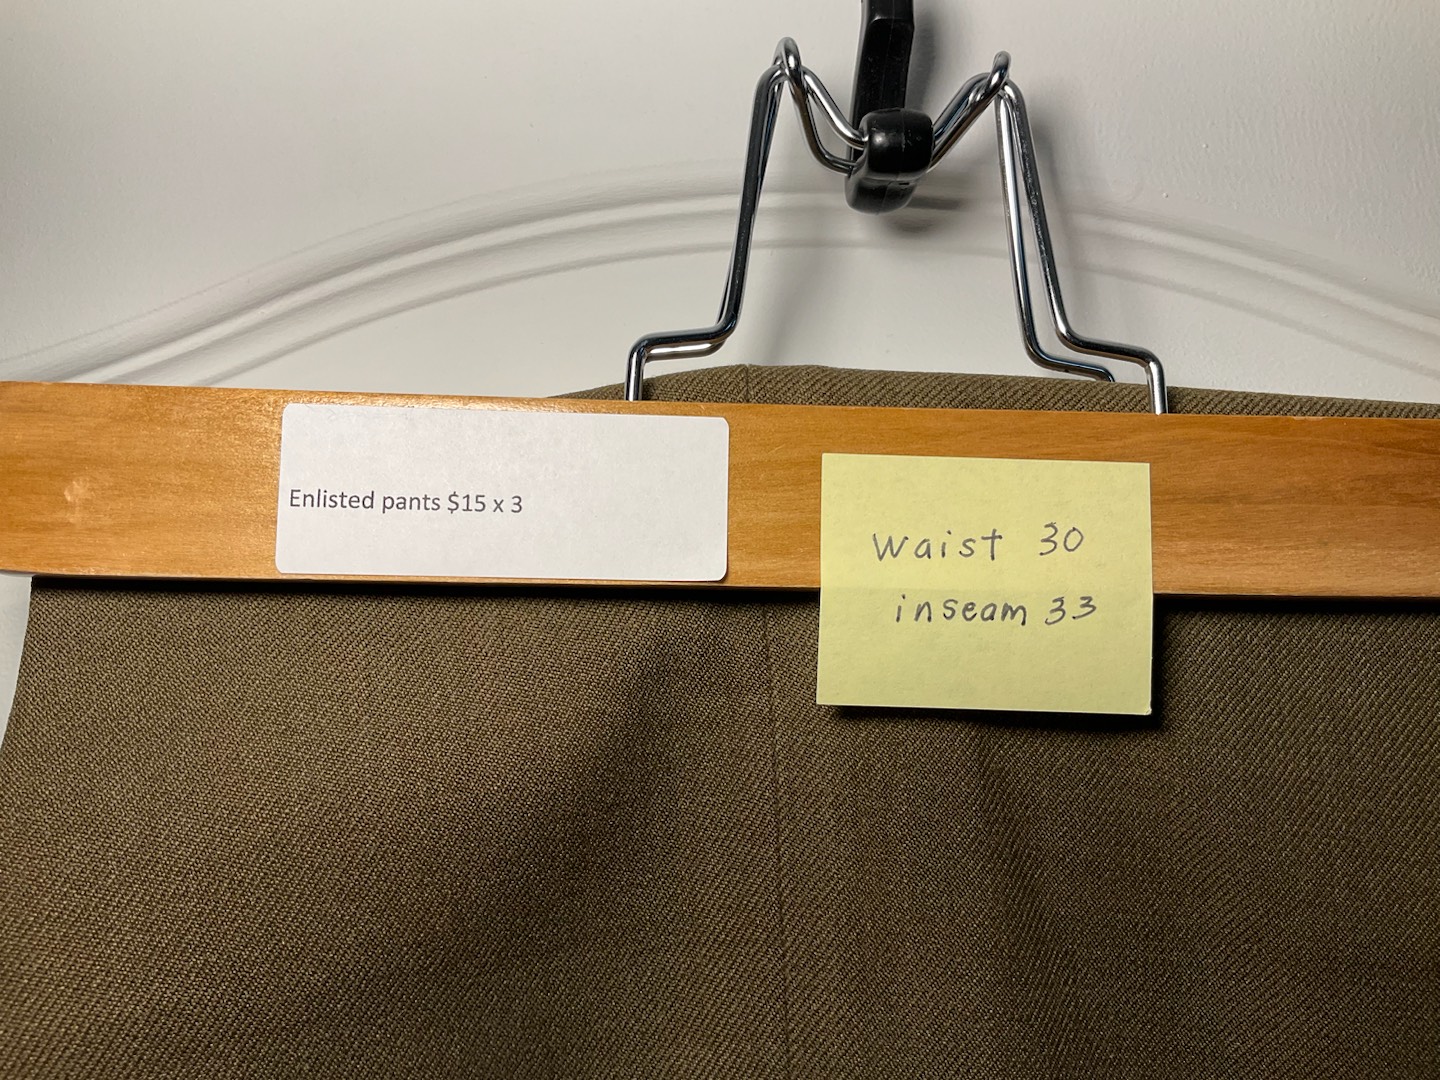 Enlisted pants $15 x 3
Waist 30
inseam 33